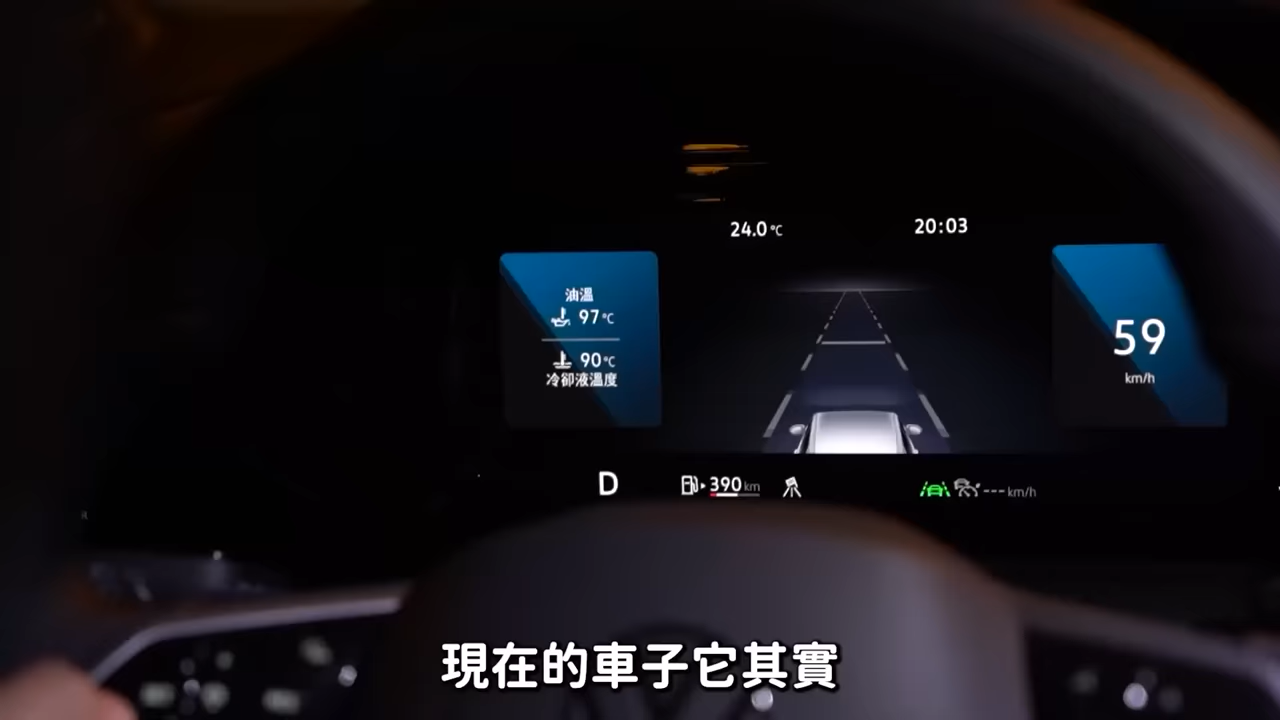 24.0°C
20:03
油溫
97°C
90°C
冷卻液溫度
59
km/h
D
390 km
--- km/h
現在的車子它其實